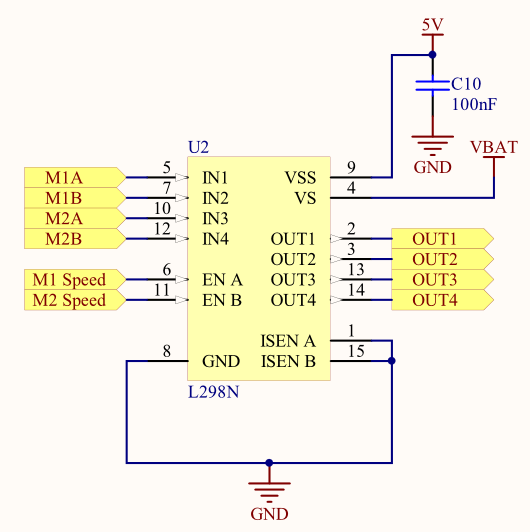 5V
C10
100nF
GND
VBAT
U2
M1A 5 IN1 VSS 9
M1B 7 IN2 VS 4
M2A 10 IN3
M2B 12 IN4 OUT1 2 OUT1
OUT2 3 OUT2
M1 Speed 6 EN A OUT3 13 OUT3
M2 Speed 11 EN B OUT4 14 OUT4
ISEN A 1
8 GND ISEN B 15
L298N
GND